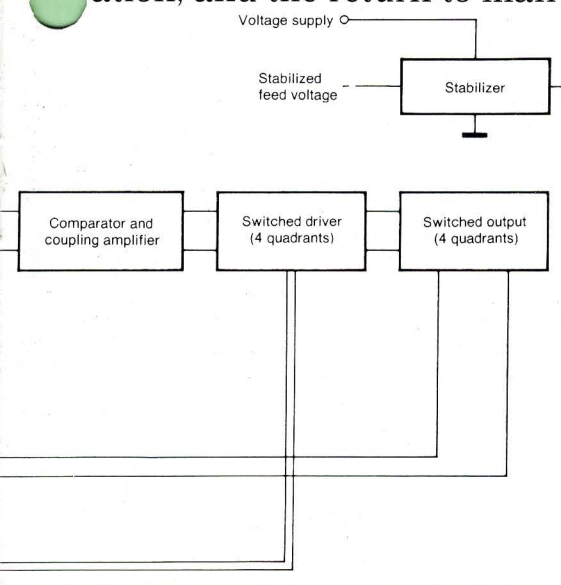 ation, and the return to man
Voltage supply
Stabilized
feed voltage
Stabilizer
Comparator and
coupling amplifier
Switched driver
(4 quadrants)
Switched output
(4 quadrants)